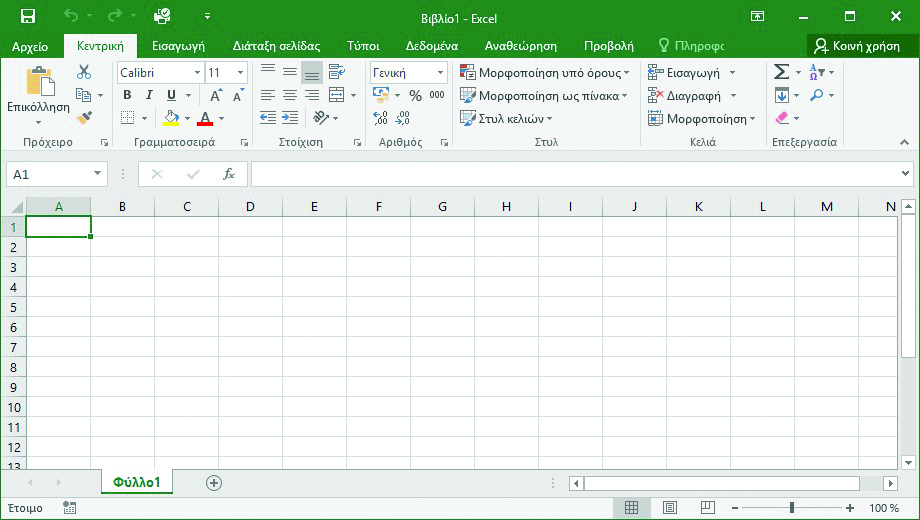 Βιβλίο1 - Excel
Αρχείο Κεντρική Εισαγωγή Διάταξη σελίδας Τύποι Δεδομένα Αναθεώρηση Προβολή Πληροφο Κοινή χρήση
Επικόλληση
Calibri 11
B I U A A
A
Γενική
% 000
Μορφοποίηση υπό όρους
Μορφοποίηση ως πίνακα
Στυλ κελιών
Εισαγωγή
Διαγραφή
Μορφοποίηση
Πρόχειρο Γραμματοσειρά Στοίχιση Αριθμός Στυλ Κελιά Επεξεργασία
A1 fx
A B C D E F G H I J K L M N
1
2
3
4
5
6
7
8
9
10
11
12
13
Φύλλο1
Έτοιμο 100 %